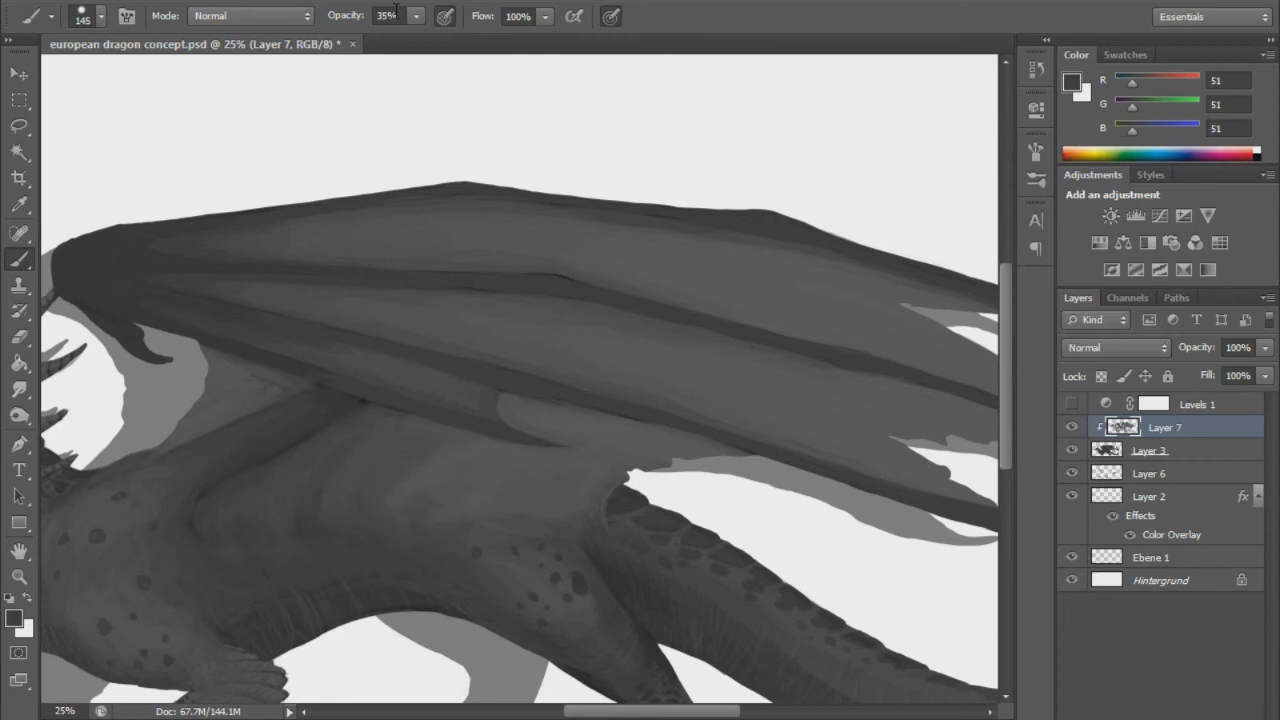 145 Mode: Normal Opacity: 35% Flow: 100% Essentials
european dragon concept.psd @ 25% (Layer 7, RGB/8) * ×
Color Swatches
R 51
G 51
B 51
Adjustments Styles
Add an adjustment
Layers Channels Paths
Kind T
Normal Opacity: 100%
Lock: Fill: 100%
Levels 1
Layer 7
Layer 3
Layer 6
Layer 2 fx
Effects
Color Overlay
Ebene 1
Hintergrund
25% Doc: 67.7M/144.1M